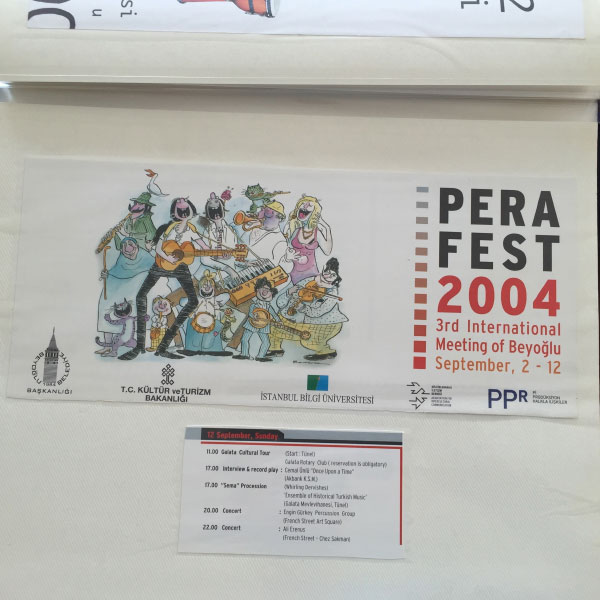 PERA
FEST
2004
3rd International
Meeting of Beyoğlu
September, 2 - 12
BEYOĞLU BELEDİYE
BAŞKANLIĞI
T.C. KÜLTÜR VE TURİZM
BAKANLIĞI
İSTANBUL BİLGİ ÜNİVERSİTESİ
PPR
12 September, Sunday
11.00 Galata Cultural Tour (Start: Tünel)
Galata Rotary Club ( reservation is obligatory)
17.00 Interview & record play : Cemal Ünlü "Once Upon a Time"
(Akbank K.S.M.)
17.00 "Sema" Procession (Whirling Dervishes)
"Ensemble of Historical Turkish Music"
(Galata Mevlevihanesi, Tünel)
20.00 Concert : Engin Gürkey Percussion Group
(French Street Art Square)
22.00 Concert : Ali Erenus
(French Street - Chez Sakman)